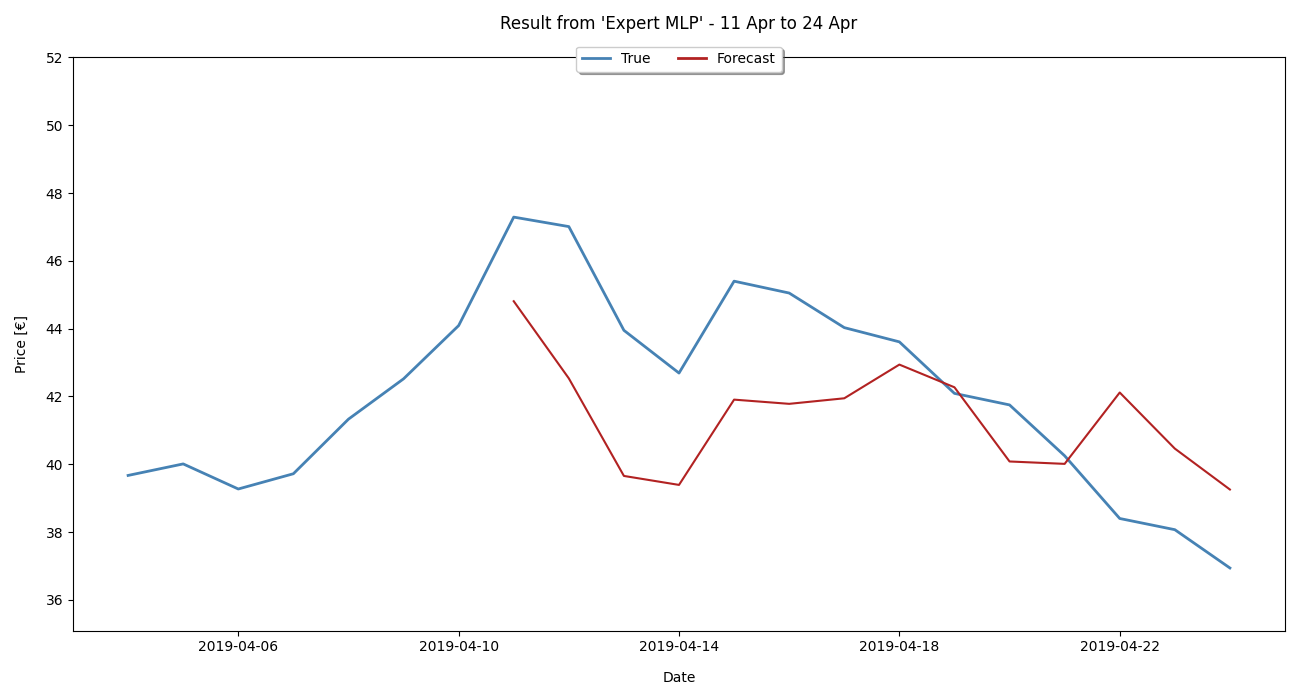 Result from 'Expert MLP' - 11 Apr to 24 Apr
True Forecast
Price [€]
52
50
48
46
44
42
40
38
36
2019-04-06 2019-04-10 2019-04-14 2019-04-18 2019-04-22
Date